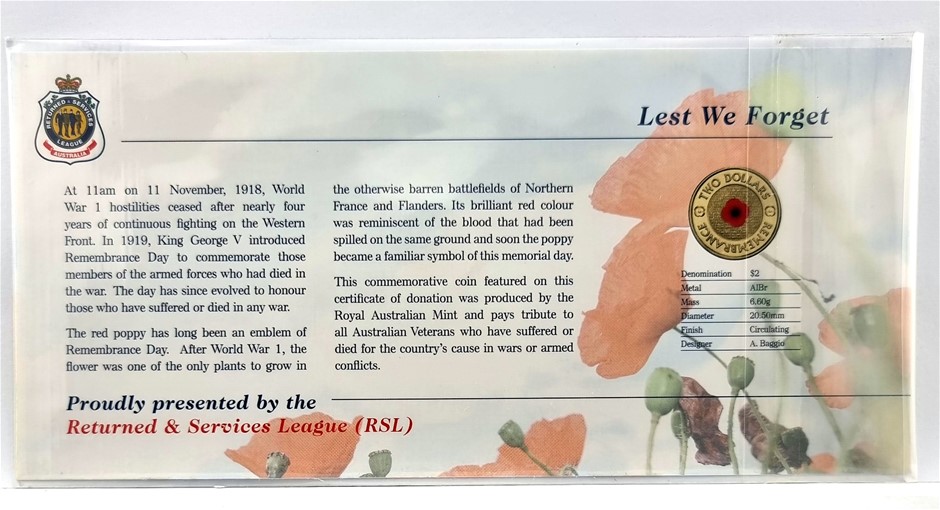 RETURNED · SERVICES
LEAGUE
AUSTRALIA
Lest We Forget
At 11am on 11 November, 1918, World
War 1 hostilities ceased after nearly four
years of continuous fighting on the Western
Front. In 1919, King George V introduced
Remembrance Day to commemorate those
members of the armed forces who had died in
the war. The day has since evolved to honour
those who have suffered or died in any war.
The red poppy has long been an emblem of
Remembrance Day. After World War 1, the
flower was one of the only plants to grow in
the otherwise barren battlefields of Northern
France and Flanders. Its brilliant red colour
was reminiscent of the blood that had been
spilled on the same ground and soon the poppy
became a familiar symbol of this memorial day.
This commemorative coin featured on this
certificate of donation was produced by the
Royal Australian Mint and pays tribute to
all Australian Veterans who have suffered or
died for the country's cause in wars or armed
conflicts.
TWO DOLLARS
REMEMBRANCE
Denomination $2
Metal AlBr
Mass 6.60g
Diameter 20.50mm
Finish Circulating
Designer A. Baggio
Proudly presented by the
Returned & Services League (RSL)